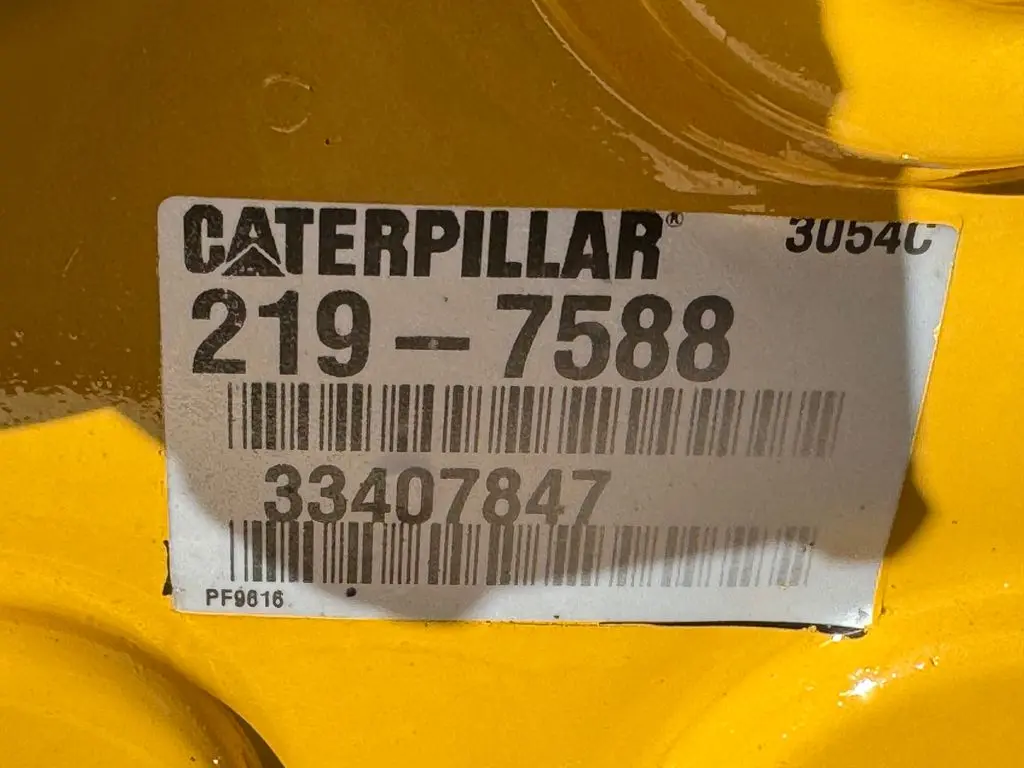 CATERPILLAR® 3054C
219-7588
33407847
PF9616